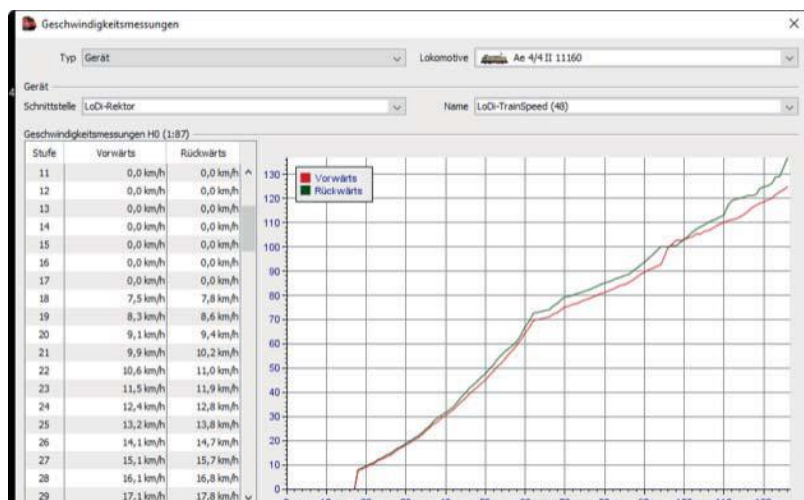 Geschwindigkeitsmessungen
Typ Gerät Lokomotive Ae 4/4 II 11160
Gerät
Schnittstelle LoDi-Rektor Name LoDi-TrainSpeed (48)
Geschwindigkeitsmessungen H0 (1:87)
Stufe Vorwärts Rückwärts
11 0,0 km/h 0,0 km/h
12 0,0 km/h 0,0 km/h
13 0,0 km/h 0,0 km/h
14 0,0 km/h 0,0 km/h
15 0,0 km/h 0,0 km/h
16 0,0 km/h 0,0 km/h
17 0,0 km/h 0,0 km/h
18 7,5 km/h 7,8 km/h
19 8,3 km/h 8,6 km/h
20 9,1 km/h 9,4 km/h
21 9,9 km/h 10,2 km/h
22 10,6 km/h 11,0 km/h
23 11,5 km/h 11,9 km/h
24 12,4 km/h 12,8 km/h
25 13,2 km/h 13,8 km/h
26 14,1 km/h 14,7 km/h
27 15,1 km/h 15,7 km/h
28 16,1 km/h 16,8 km/h
29 17,1 km/h 17,8 km/h
Vorwärts
Rückwärts
130
120
110
100
90
80
70
60
50
40
30
20
10
0